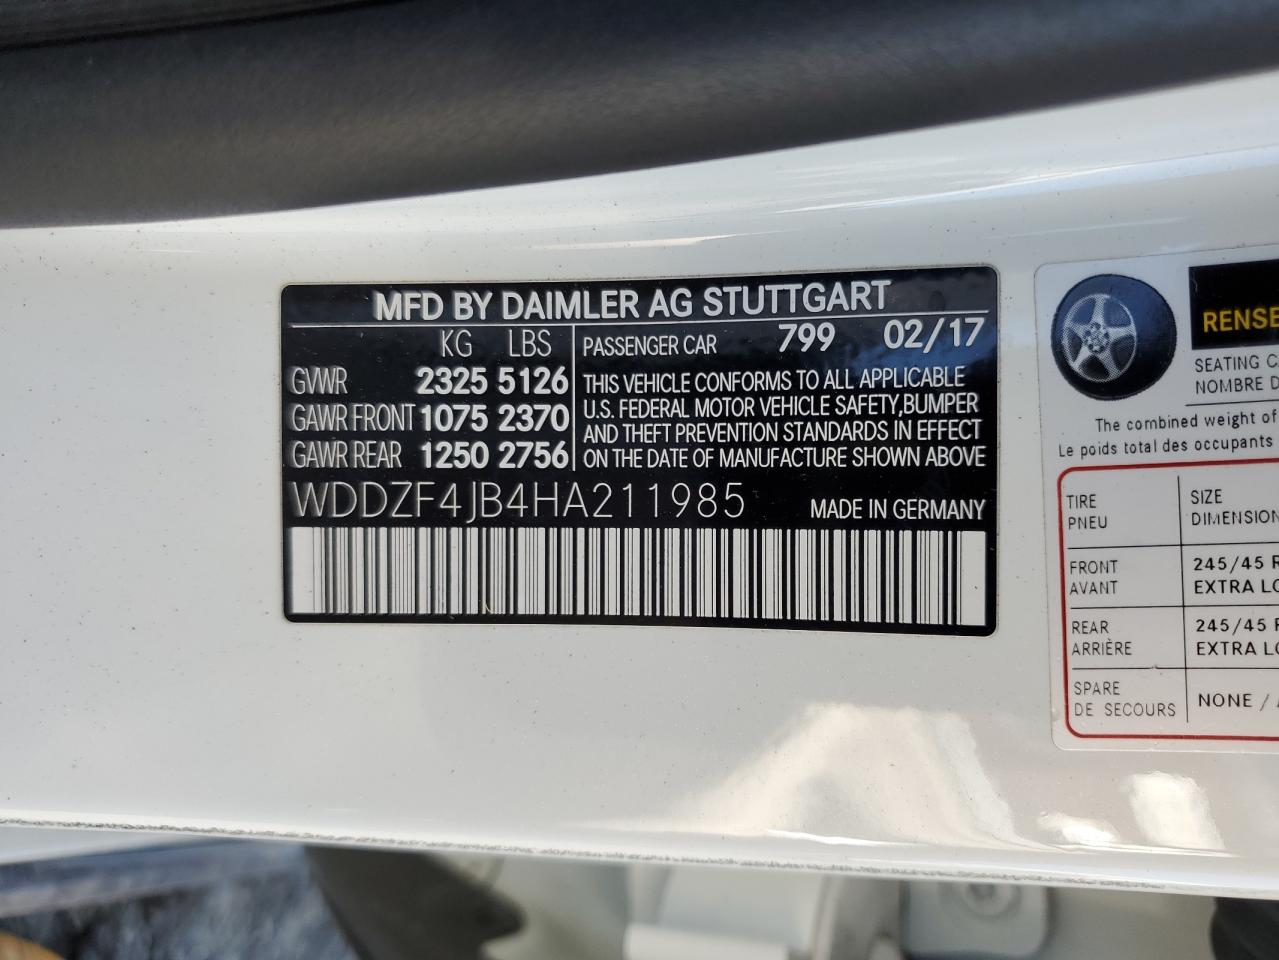 MFD BY DAIMLER AG STUTTGART
KG LBS
GVWR 2325 5126
GAWR FRONT 1075 2370
GAWR REAR 1250 2756
PASSENGER CAR 799 02/17
THIS VEHICLE CONFORMS TO ALL APPLICABLE
U.S. FEDERAL MOTOR VEHICLE SAFETY,BUMPER
AND THEFT PREVENTION STANDARDS IN EFFECT
ON THE DATE OF MANUFACTURE SHOWN ABOVE
WDDZF4JB4HA211985 MADE IN GERMANY
SEATING
NOMBRE
The combined weight of
Le poids total des occupants
TIRE SIZE
PNEU DIMENSION
FRONT 245/45
AVANT EXTRA
REAR 245/45
ARRIÈRE EXTRA
SPARE
DE SECOURS NONE /